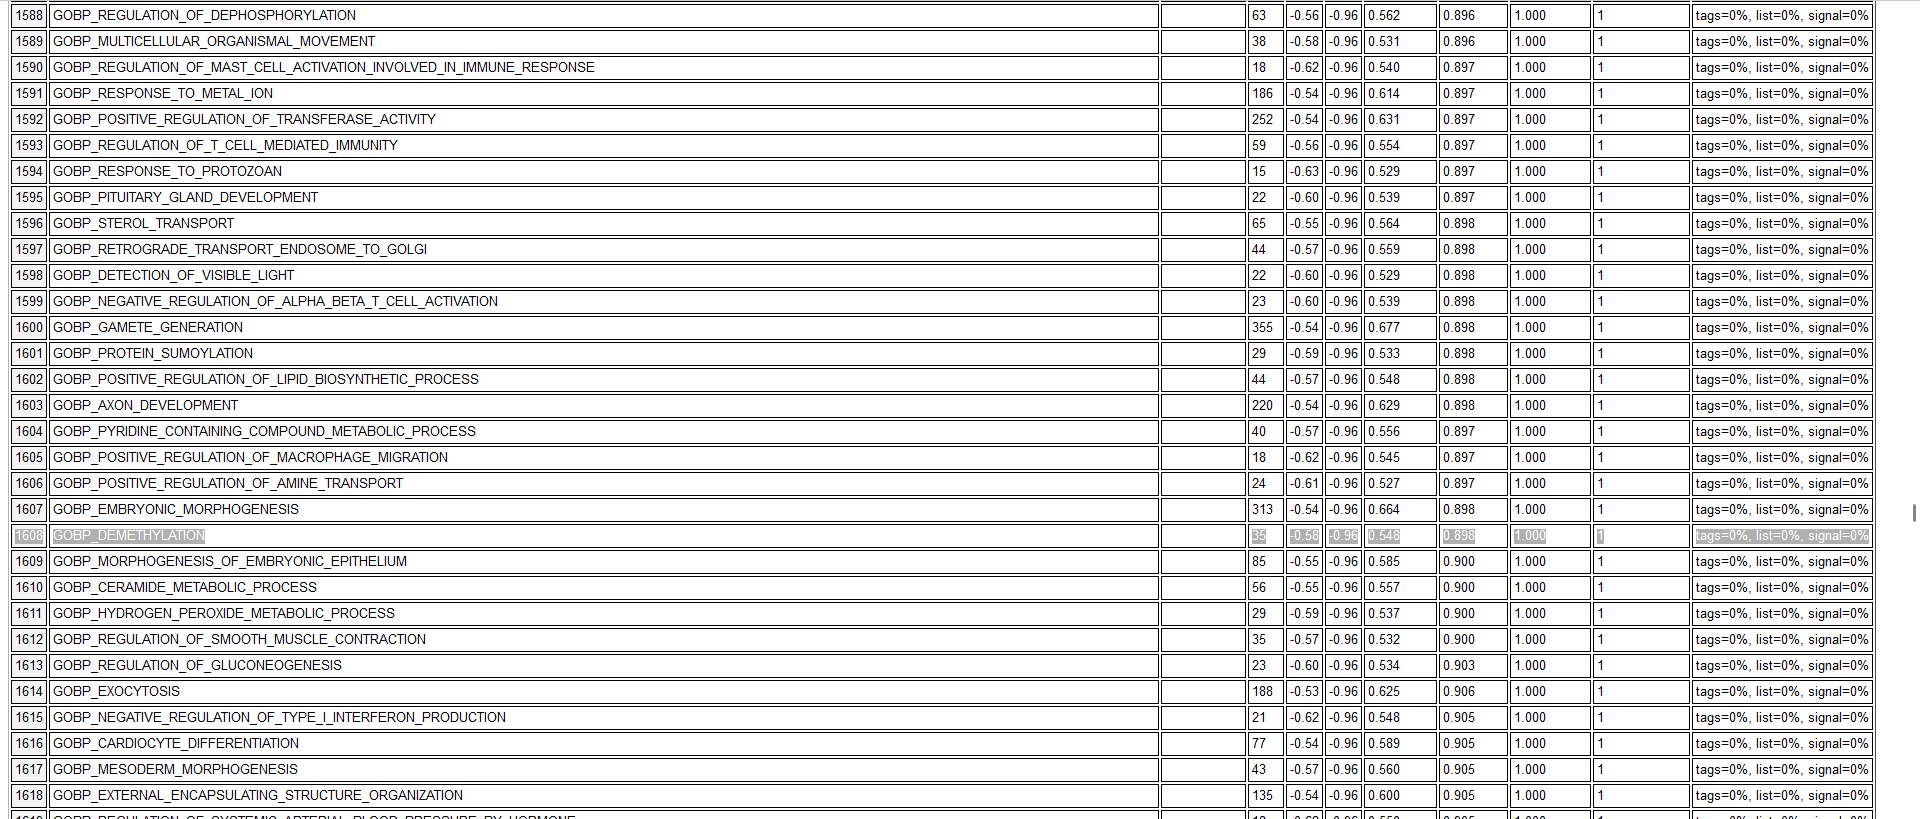 1588 GOBP_REGULATION_OF_DEPHOSPHORYLATION 63 -0.56 -0.96 0.562 0.896 1.000 1 tags=0%, list=0%, signal=0%
1589 GOBP_MULTICELLULAR_ORGANISMAL_MOVEMENT 38 -0.58 -0.96 0.531 0.896 1.000 1 tags=0%, list=0%, signal=0%
1590 GOBP_REGULATION_OF_MAST_CELL_ACTIVATION_INVOLVED_IN_IMMUNE_RESPONSE 18 -0.62 -0.96 0.540 0.897 1.000 1 tags=0%, list=0%, signal=0%
1591 GOBP_RESPONSE_TO_METAL_ION 186 -0.54 -0.96 0.614 0.897 1.000 1 tags=0%, list=0%, signal=0%
1592 GOBP_POSITIVE_REGULATION_OF_TRANSFERASE_ACTIVITY 252 -0.54 -0.96 0.631 0.897 1.000 1 tags=0%, list=0%, signal=0%
1593 GOBP_REGULATION_OF_T_CELL_MEDIATED_IMMUNITY 59 -0.56 -0.96 0.554 0.897 1.000 1 tags=0%, list=0%, signal=0%
1594 GOBP_RESPONSE_TO_PROTOZOAN 15 -0.63 -0.96 0.529 0.897 1.000 1 tags=0%, list=0%, signal=0%
1595 GOBP_PITUITARY_GLAND_DEVELOPMENT 22 -0.60 -0.96 0.539 0.897 1.000 1 tags=0%, list=0%, signal=0%
1596 GOBP_STEROL_TRANSPORT 65 -0.55 -0.96 0.564 0.898 1.000 1 tags=0%, list=0%, signal=0%
1597 GOBP_RETROGRADE_TRANSPORT_ENDOSOME_TO_GOLGI 44 -0.57 -0.96 0.559 0.898 1.000 1 tags=0%, list=0%, signal=0%
1598 GOBP_DETECTION_OF_VISIBLE_LIGHT 22 -0.60 -0.96 0.529 0.898 1.000 1 tags=0%, list=0%, signal=0%
1599 GOBP_NEGATIVE_REGULATION_OF_ALPHA_BETA_T_CELL_ACTIVATION 23 -0.60 -0.96 0.539 0.898 1.000 1 tags=0%, list=0%, signal=0%
1600 GOBP_GAMETE_GENERATION 355 -0.54 -0.96 0.677 0.898 1.000 1 tags=0%, list=0%, signal=0%
1601 GOBP_PROTEIN_SUMOYLATION 29 -0.59 -0.96 0.533 0.898 1.000 1 tags=0%, list=0%, signal=0%
1602 GOBP_POSITIVE_REGULATION_OF_LIPID_BIOSYNTHETIC_PROCESS 44 -0.57 -0.96 0.548 0.898 1.000 1 tags=0%, list=0%, signal=0%
1603 GOBP_AXON_DEVELOPMENT 220 -0.54 -0.96 0.629 0.898 1.000 1 tags=0%, list=0%, signal=0%
1604 GOBP_PYRIDINE_CONTAINING_COMPOUND_METABOLIC_PROCESS 40 -0.57 -0.96 0.556 0.897 1.000 1 tags=0%, list=0%, signal=0%
1605 GOBP_POSITIVE_REGULATION_OF_MACROPHAGE_MIGRATION 18 -0.62 -0.96 0.545 0.897 1.000 1 tags=0%, list=0%, signal=0%
1606 GOBP_POSITIVE_REGULATION_OF_AMINE_TRANSPORT 24 -0.61 -0.96 0.527 0.897 1.000 1 tags=0%, list=0%, signal=0%
1607 GOBP_EMBRYONIC_MORPHOGENESIS 313 -0.54 -0.96 0.664 0.898 1.000 1 tags=0%, list=0%, signal=0%
1608 GOBP_DEMETHYLATION 35 -0.58 -0.96 0.548 0.898 1.000 1 tags=0%, list=0%, signal=0%
1609 GOBP_MORPHOGENESIS_OF_EMBRYONIC_EPITHELIUM 85 -0.55 -0.96 0.585 0.900 1.000 1 tags=0%, list=0%, signal=0%
1610 GOBP_CERAMIDE_METABOLIC_PROCESS 56 -0.55 -0.96 0.557 0.900 1.000 1 tags=0%, list=0%, signal=0%
1611 GOBP_HYDROGEN_PEROXIDE_METABOLIC_PROCESS 29 -0.59 -0.96 0.537 0.900 1.000 1 tags=0%, list=0%, signal=0%
1612 GOBP_REGULATION_OF_SMOOTH_MUSCLE_CONTRACTION 35 -0.57 -0.96 0.532 0.900 1.000 1 tags=0%, list=0%, signal=0%
1613 GOBP_REGULATION_OF_GLUCONEOGENESIS 23 -0.60 -0.96 0.534 0.903 1.000 1 tags=0%, list=0%, signal=0%
1614 GOBP_EXOCYTOSIS 188 -0.53 -0.96 0.625 0.906 1.000 1 tags=0%, list=0%, signal=0%
1615 GOBP_NEGATIVE_REGULATION_OF_TYPE_I_INTERFERON_PRODUCTION 21 -0.62 -0.96 0.548 0.905 1.000 1 tags=0%, list=0%, signal=0%
1616 GOBP_CARDIOCYTE_DIFFERENTIATION 77 -0.54 -0.96 0.589 0.905 1.000 1 tags=0%, list=0%, signal=0%
1617 GOBP_MESODERM_MORPHOGENESIS 43 -0.57 -0.96 0.560 0.905 1.000 1 tags=0%, list=0%, signal=0%
1618 GOBP_EXTERNAL_ENCAPSULATING_STRUCTURE_ORGANIZATION 135 -0.54 -0.96 0.600 0.905 1.000 1 tags=0%, list=0%, signal=0%